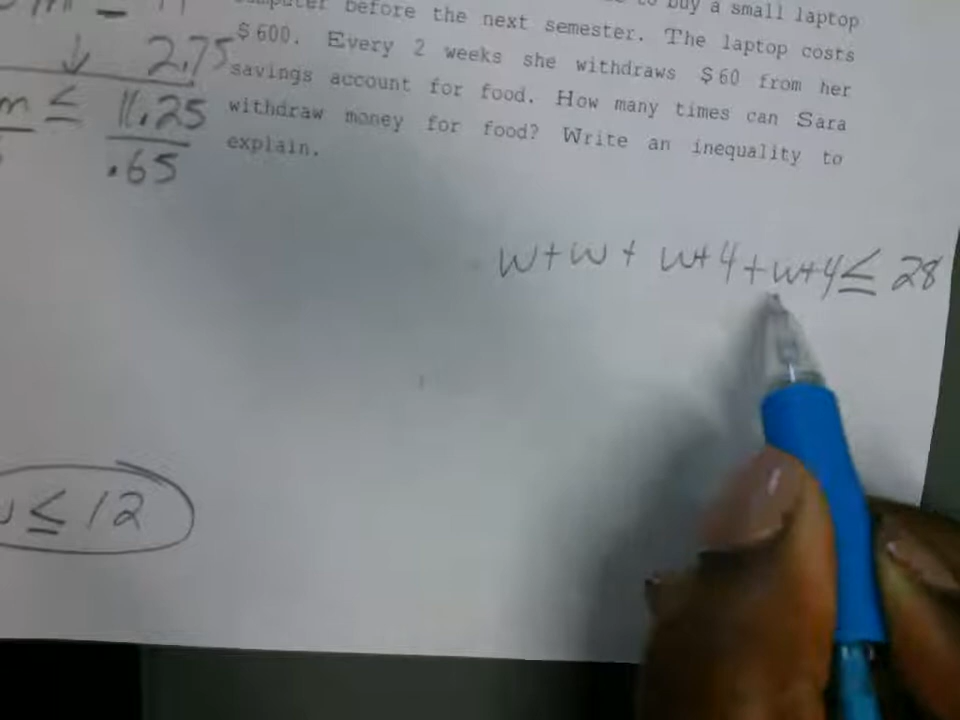 2.75
≤ 11.25
.65
computer before the next semester. The laptop costs
to buy a small laptop
$600. Every 2 weeks she withdraws $60 from her
savings account for food. How many times can Sara
withdraw money for food? Write an inequality to
explain.
w+w + w+4+w+4 ≤ 28
≤ 12